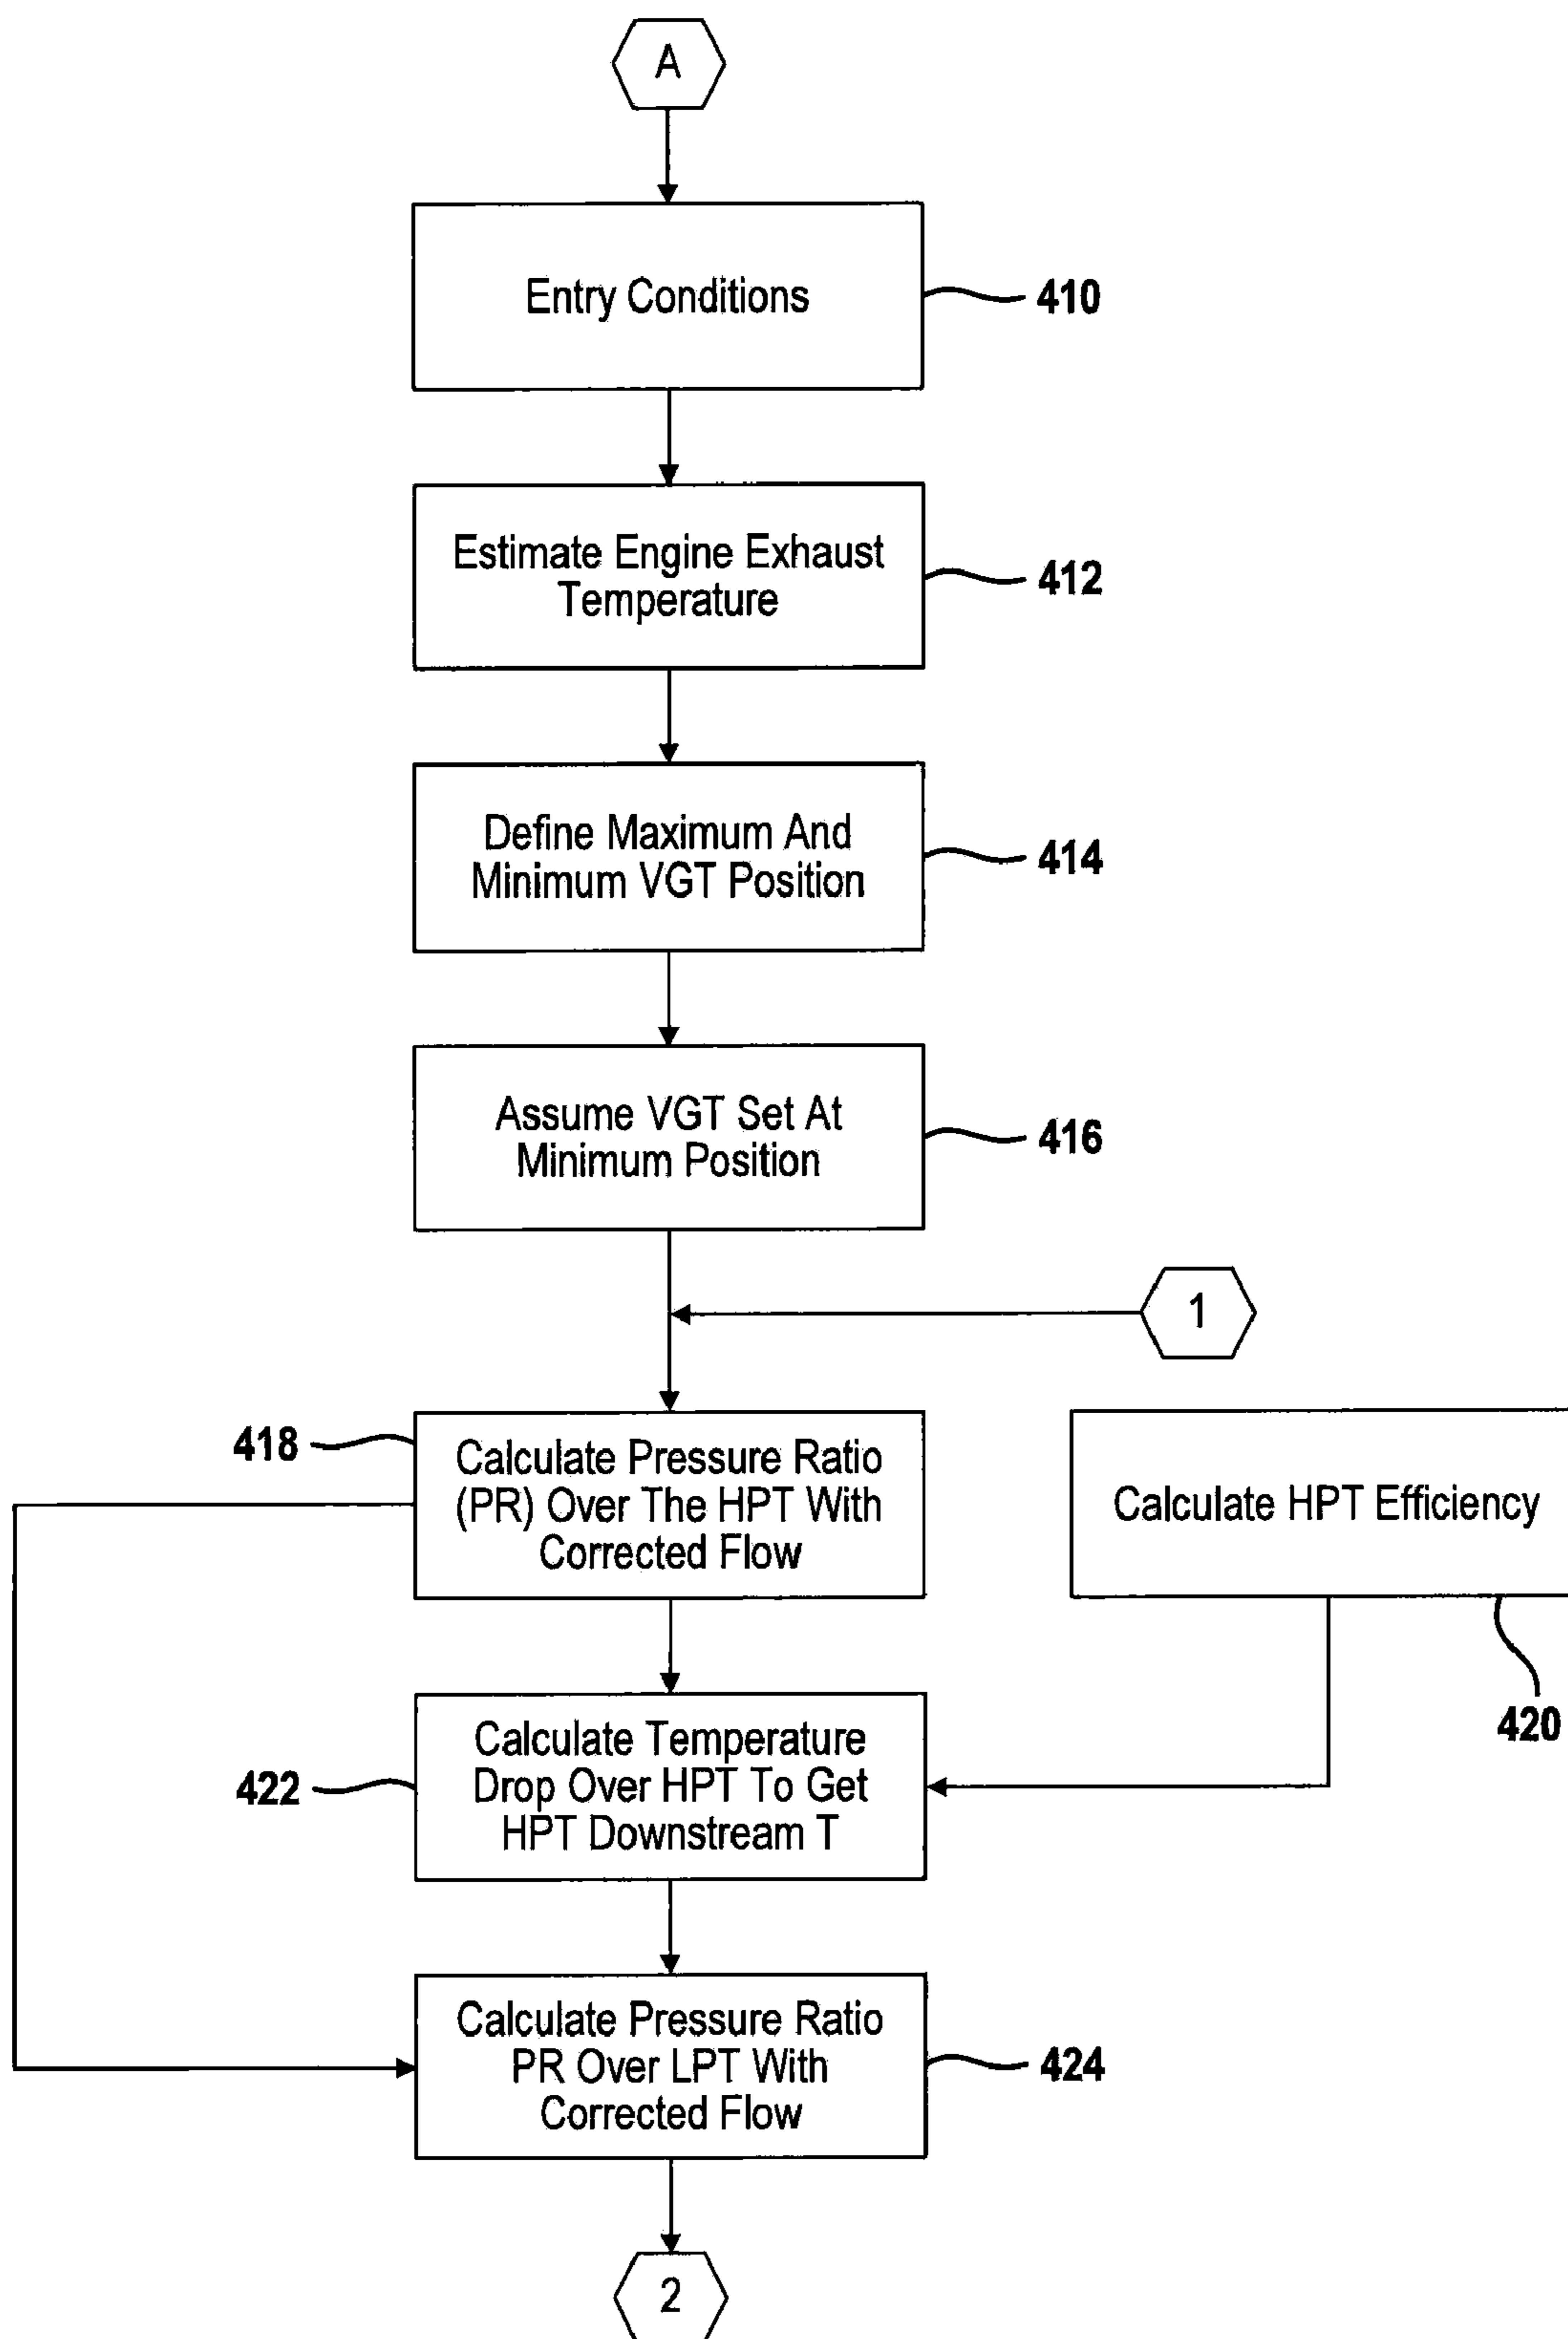 A
Entry Conditions
410
Estimate Engine Exhaust
Temperature
412
Define Maximum And
Minimum VGT Position
414
Assume VGT Set At
Minimum Position
416
1
418
Calculate Pressure Ratio
(PR) Over The HPT With
Corrected Flow
Calculate HPT Efficiency
420
422
Calculate Temperature
Drop Over HPT To Get
HPT Downstream T
Calculate Pressure Ratio
PR Over LPT With
Corrected Flow
424
2